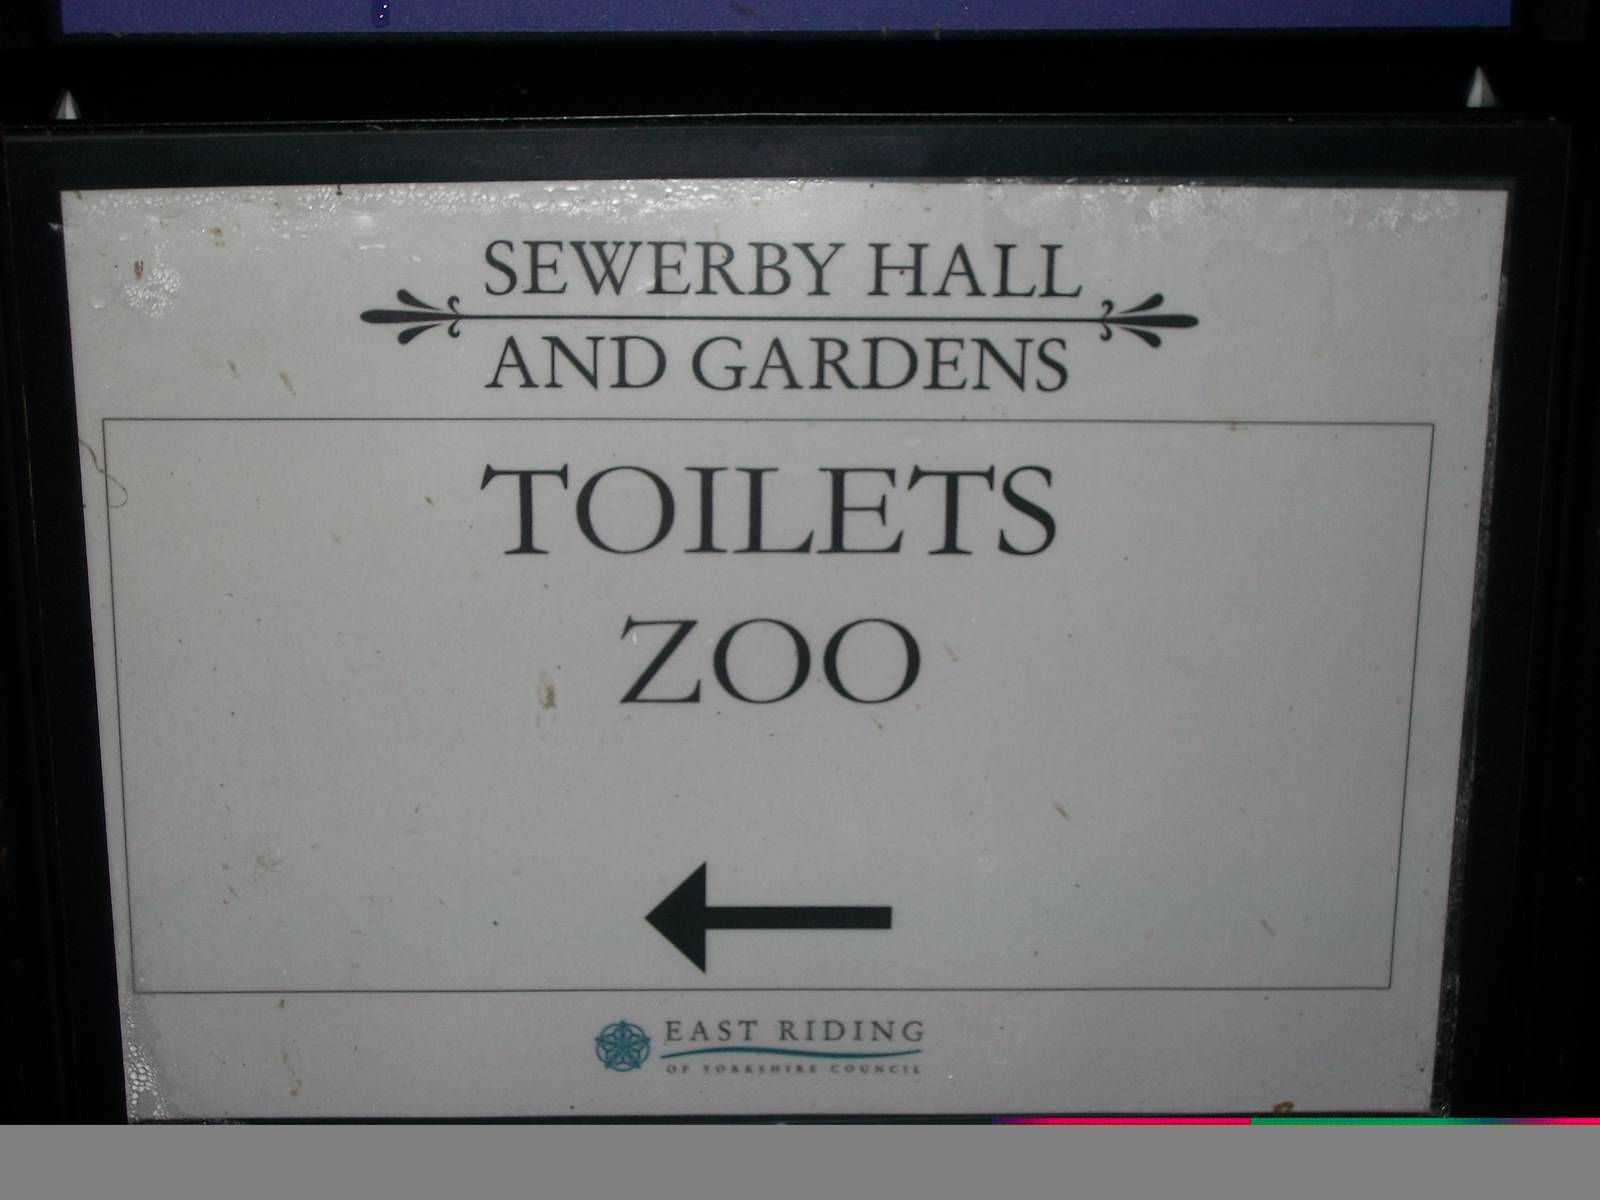 SEWERBY HALL
AND GARDENS
TOILETS
ZOO
EAST RIDING
OF YORKSHIRE COUNCIL